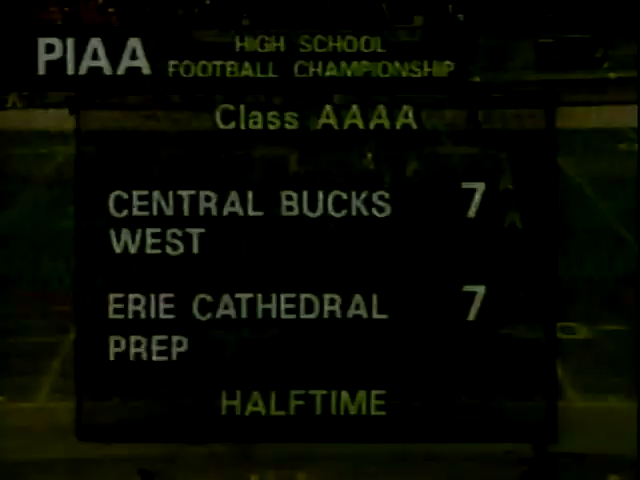 PIAA
HIGH SCHOOL
FOOTBALL CHAMPIONSHIP
Class AAAA
CENTRAL BUCKS 7
WEST
ERIE CATHEDRAL 7
PREP
HALFTIME